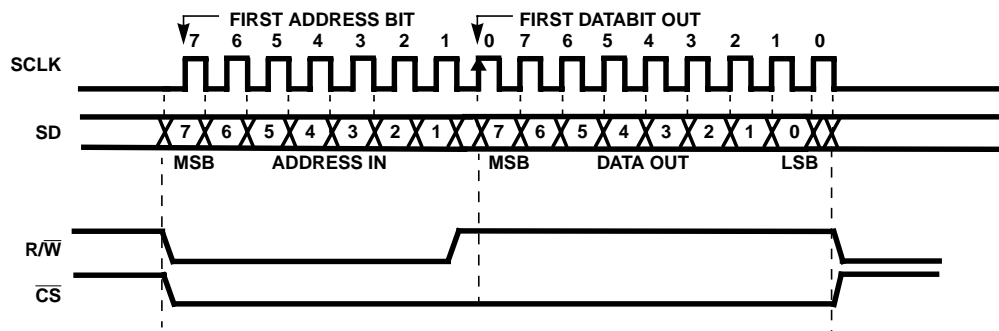 FIRST ADDRESS BIT FIRST DATABIT OUT
7 6 5 4 3 2 1 0 7 6 5 4 3 2 1 0
SCLK
SD 7 6 5 4 3 2 1 7 6 5 4 3 2 1 0
MSB ADDRESS IN MSB DATA OUT LSB
R/W̅
C̅S̅